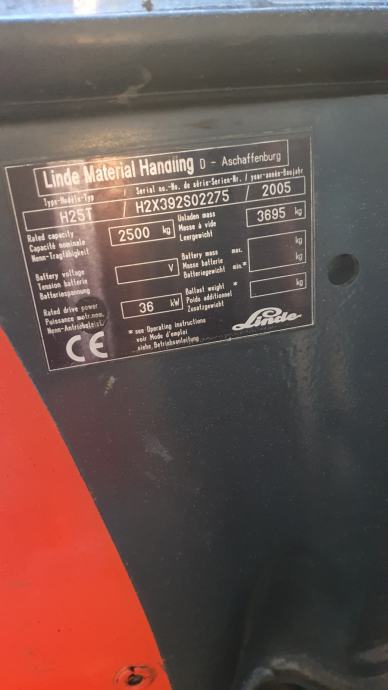 Linde Material Handling D - Aschaffenburg
Type-Modèle-Typ / Serial no.-No. de série-Serien-Nr. / year-année-Baujahr
H25T / H2X392S02275 / 2005
Rated capacity
Capacité nominale
Nenn-Tragfähigkeit
2500 kg
Unladen mass
Masse à vide
Leergewicht
3695 kg
Battery voltage
Tension batterie
Batteriespannung
V
Battery mass max.
Masse batterie
Batteriegewicht min.*
kg
kg
Rated drive power
Puissance motr.nom.
Nenn-Antriebsleist.
36 kW
Ballast weight *
Poids additionnel
Zusatzgewicht
kg
CE
* see Operating instructions
voir Mode d'emploi
siehe Betriebsanleitung
Linde